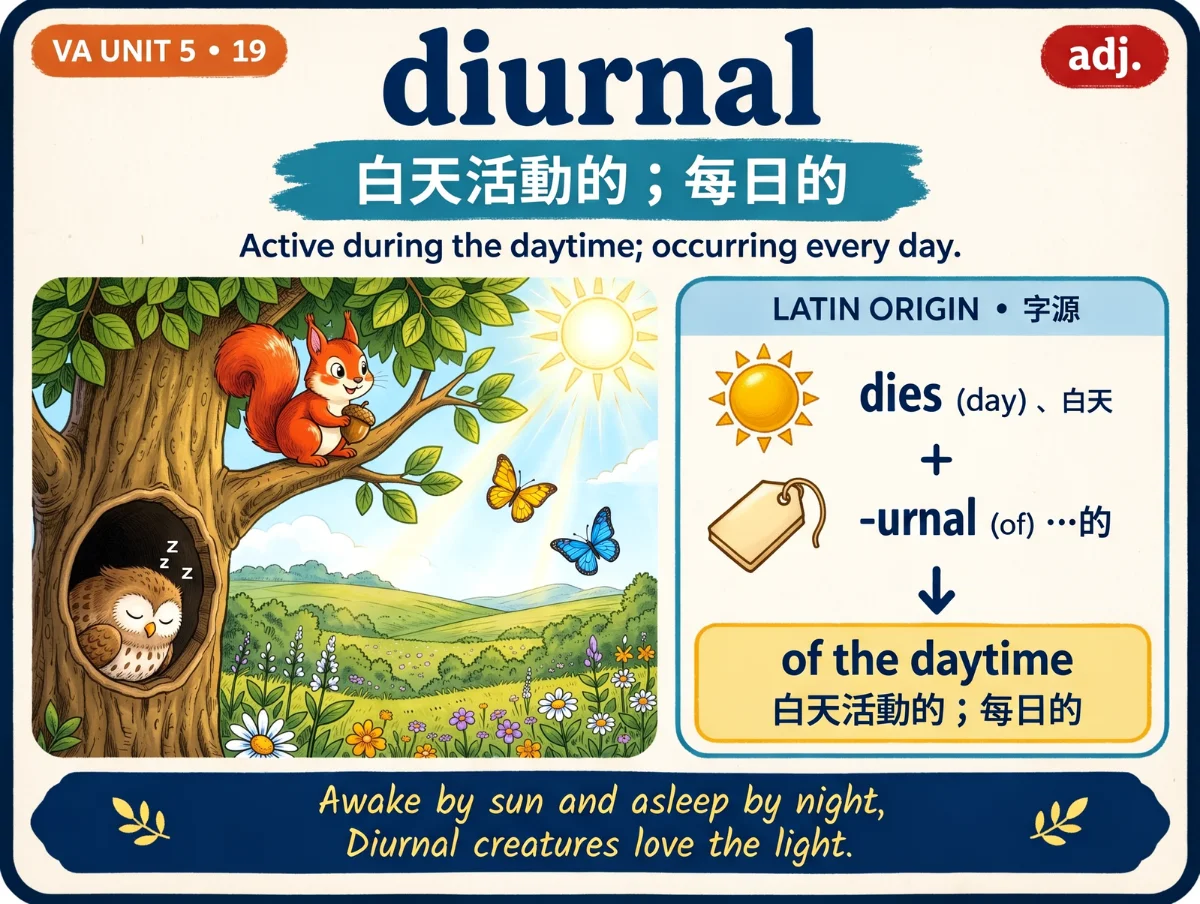 VA UNIT 5 • 19
adj.
diurnal
白天活動的；每日的
Active during the daytime; occurring every day.
z
z
z
LATIN ORIGIN • 字源
dies (day) 、白天
+
-urnal (of) …的
of the daytime
白天活動的；每日的
Awake by sun and asleep by night,
Diurnal creatures love the light.